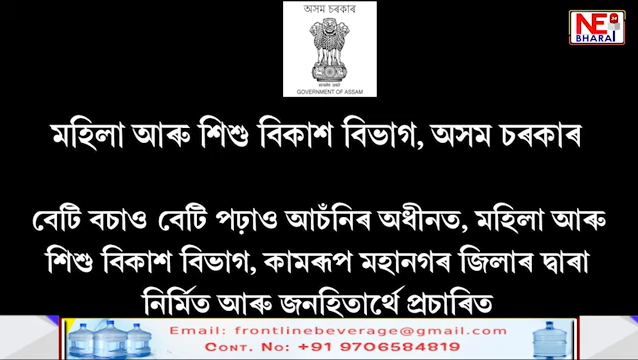 অসম চৰকাৰ
GOVERNMENT OF ASSAM
NE
BHARAT
মহিলা আৰু শিশু বিকাশ বিভাগ, অসম চৰকাৰ
বেটি বচাও বেটি পঢ়াও আচঁনিৰ অধীনত, মহিলা আৰু
শিশু বিকাশ বিভাগ, কামৰূপ মহানগৰ জিলাৰ দ্বাৰা
নিৰ্মিত আৰু জনহিতাৰ্থে প্ৰচাৰিত
Email: frontlinebeverage@gmail.com
CONT. NO: +91 9706584819